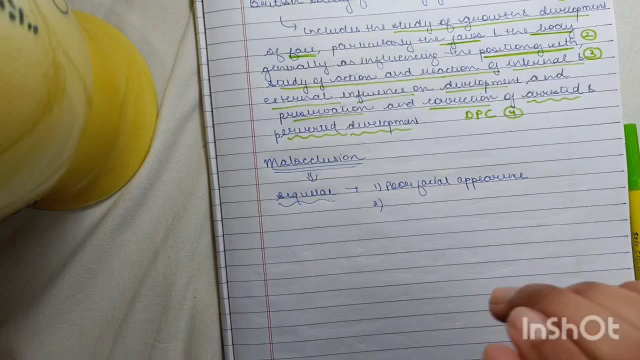 British
→ Includes the study of growth & development
of face, particularly the jaws & the body
generally as influencing the position of teeth, 2
study of action and reaction of internal & 3
external influence on development and
preservation and correction of arrested &
perverted development. DPC 4
Malocclusion
sequelae → 1) Poor facial appearance
2)
InShOt